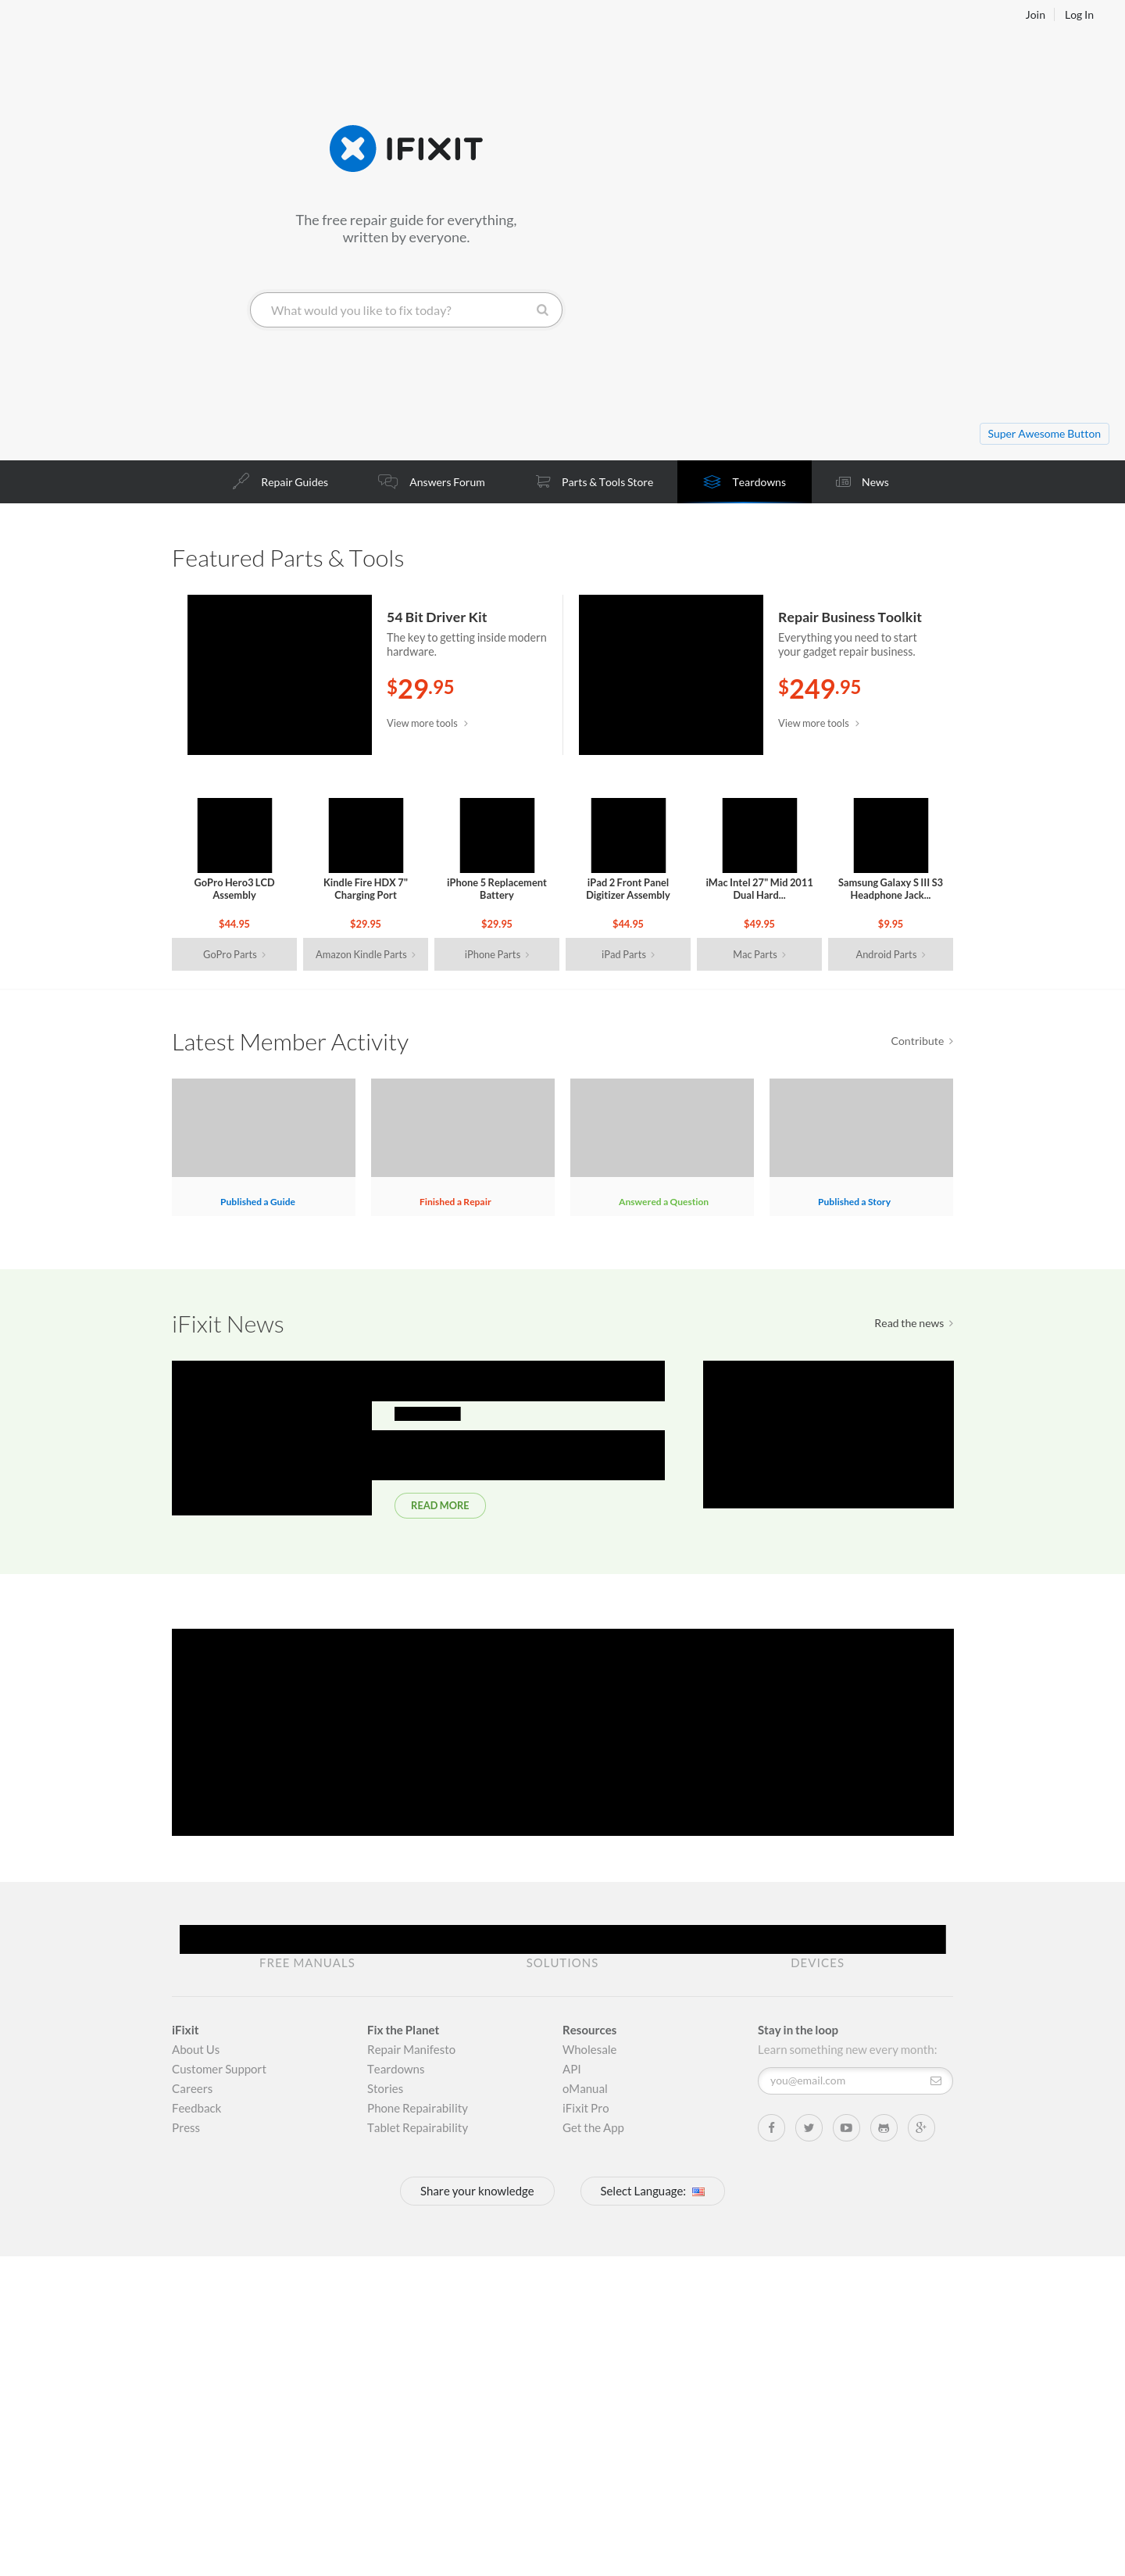 Join
Log In
IFIXIT
The free repair guide for everything,
written by everyone.
What would you like to fix today?
Super Awesome Button
Repair Guides
Answers Forum
Parts & Tools Store
Teardowns
News
Featured Parts & Tools
54 Bit Driver Kit
The key to getting inside modern
hardware.
$29.95
View more tools
Repair Business Toolkit
Everything you need to start
your gadget repair business.
$249.95
View more tools
GoPro Hero3 LCD
Assembly
$44.95
GoPro Parts
Kindle Fire HDX 7"
Charging Port
$29.95
Amazon Kindle Parts
iPhone 5 Replacement
Battery
$29.95
iPhone Parts
iPad 2 Front Panel
Digitizer Assembly
$44.95
iPad Parts
iMac Intel 27" Mid 2011
Dual Hard...
$49.95
Mac Parts
Samsung Galaxy S III S3
Headphone Jack...
$9.95
Android Parts
Latest Member Activity
Contribute
Published a Guide
Finished a Repair
Answered a Question
Published a Story
iFixit News
Read the news
READ MORE
FREE MANUALS
SOLUTIONS
DEVICES
iFixit
About Us
Customer Support
Careers
Feedback
Press
Fix the Planet
Repair Manifesto
Teardowns
Stories
Phone Repairability
Tablet Repairability
Resources
Wholesale
API
oManual
iFixit Pro
Get the App
Stay in the loop
Learn something new every month:
you@email.com
Share your knowledge
Select Language: